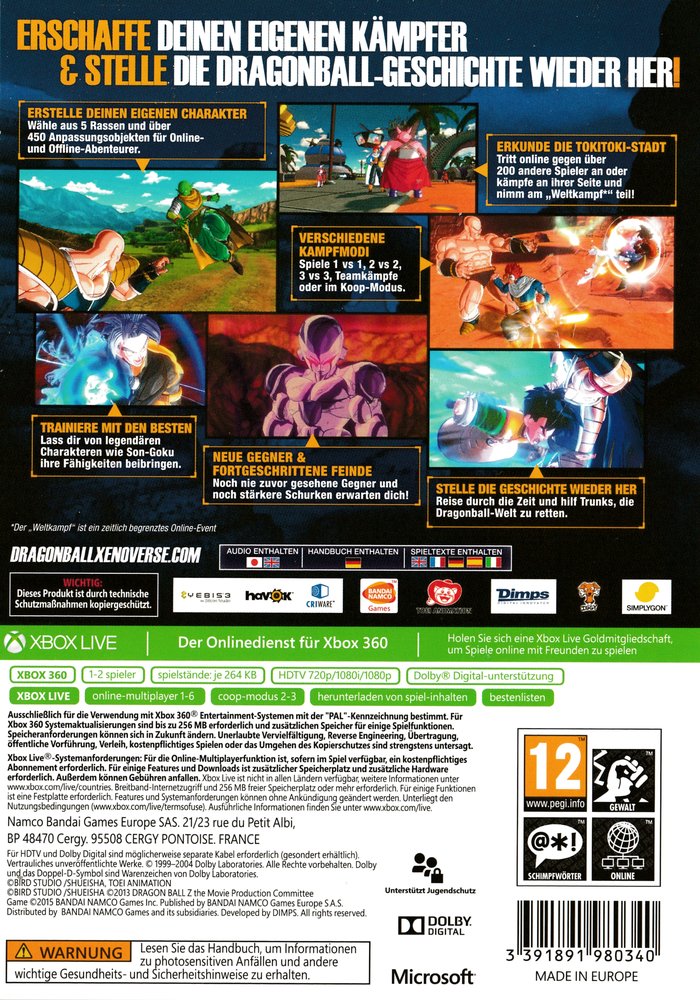 ERSCHAFFE DEINEN EIGENEN KÄMPFER
& STELLE DIE DRAGONBALL-GESCHICHTE WIEDER HER!
ERSTELLE DEINEN EIGENEN CHARAKTER
Wähle aus 5 Rassen und über
450 Anpassungsobjekten für Online-
und Offline-Abenteurer.
ERKUNDE DIE TOKITOKI-STADT
Tritt online gegen über
200 andere Spieler an oder
kämpfe an ihrer Seite und
nimm am „Weltkampf*“ teil!
VERSCHIEDENE
KAMPFMODI
Spiele 1 vs 1, 2 vs 2,
3 vs 3, Teamkämpfe
oder im Koop-Modus.
TRAINIERE MIT DEN BESTEN
Lass dir von legendären
Charakteren wie Son-Goku
ihre Fähigkeiten beibringen.
NEUE GEGNER &
FORTGESCHRITTENE FEINDE
Noch nie zuvor gesehene Gegner und
noch stärkere Schurken erwarten dich!
STELLE DIE GESCHICHTE WIEDER HER
Reise durch die Zeit und hilf Trunks, die
Dragonball-Welt zu retten.
*Der „Weltkampf“ ist ein zeitlich begrenztes Online-Event
DRAGONBALLXENOVERSE.COM
AUDIO ENTHALTEN
HANDBUCH ENTHALTEN
SPIELTEXTE ENTHALTEN
WICHTIG:
Dieses Produkt ist durch technische
Schutzmaßnahmen kopiergeschützt.
YEBIS3
havok
CRIWARE
BANDAI
NAMCO
Games
TOEI ANIMATION
Dimps
SIMPLYGON
XBOX LIVE
Der Onlinedienst für Xbox 360
Holen Sie sich eine Xbox Live Goldmitgliedschaft,
um Spiele online mit Freunden zu spielen
XBOX 360
1-2 spieler
spielstände: je 264 KB
HDTV 720p/1080i/1080p
Dolby® Digital-unterstützung
XBOX LIVE
online-multiplayer 1-6
coop-modus 2-3
herunterladen von spiel-inhalten
bestenlisten
Ausschließlich für die Verwendung mit Xbox 360® Entertainment-Systemen mit der "PAL"-Kennzeichnung bestimmt. Für
Xbox 360 Systemaktualisierungen sind bis zu 256 MB erforderlich und zusätzlichen Speicher für einige Spielfunktionen.
Speicheranforderungen können sich in Zukunft ändern. Unerlaubte Vervielfältigung, Reverse Engineering, Übertragung,
öffentliche Vorführung, Verleih, kostenpflichtiges Spielen oder das Umgehen des Kopierschutzes sind strengstens untersagt.
Xbox Live®-Systemanforderungen: Für die Online-Multiplayerfunktion ist, sofern im Spiel verfügbar, ein kostenpflichtiges
Abonnement erforderlich. Für einige Features und Downloads ist zusätzlicher Speicherplatz und zusätzliche Hardware
erforderlich. Außerdem können Gebühren anfallen. Xbox Live ist nicht in allen Ländern verfügbar, weitere Informationen unter
www.xbox.com/live/countries. Breitband-Internetzugriff und 256 MB freier Speicherplatz oder mehr erforderlich. Für einige Funktionen
ist eine Festplatte erforderlich. Features und Systemanforderungen können ohne Ankündigung geändert werden. Unterliegt den
Nutzungsbedingungen (www.xbox.com/live/termsofuse). Ausführliche Informationen finden Sie unter www.xbox.com/live.
Namco Bandai Games Europe SAS. 21/23 rue du Petit Albi,
BP 48470 Cergy. 95508 CERGY PONTOISE. FRANCE
Für HDTV und Dolby Digital sind möglicherweise separate Kabel erforderlich (gesondert erhältlich).
Vertrauliches unveröffentlichte Werke. © 1999–2004 Dolby Laboratories. Alle Rechte vorbehalten. Dolby
und das Doppel-D-Symbol sind Warenzeichen von Dolby Laboratories.
©BIRD STUDIO /SHUEISHA, TOEI ANIMATION
©BIRD STUDIO /SHUEISHA ©2013 DRAGON BALL Z the Movie Production Committee
Game ©2015 BANDAI NAMCO Games Inc. Published by BANDAI NAMCO Games Europe S.A.S.
Distributed by BANDAI NAMCO Games and its subsidiaries. Developed by DIMPS. All rights reserved.
Unterstützt Jugendschutz
DOLBY
DIGITAL
Microsoft
WARNUNG
Lesen Sie das Handbuch, um Informationen
zu photosensitiven Anfällen und andere
wichtige Gesundheits- und Sicherheitshinweise zu erhalten.
12
www.pegi.info
GEWALT
@*!
SCHIMPFWÖRTER
ONLINE
3 391891 980340
MADE IN EUROPE